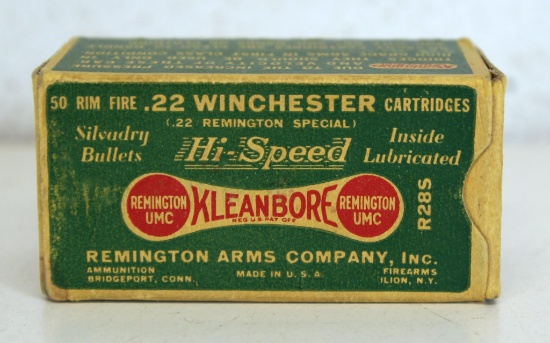 50 RIM FIRE .22 WINCHESTER CARTRIDGES
(.22 REMINGTON SPECIAL)
Silvadry Bullets
Hi-Speed
Inside Lubricated
REMINGTON UMC
KLEANBORE
REG.U.S.PAT.OFF.
REMINGTON UMC
R28S
REMINGTON ARMS COMPANY, INC.
AMMUNITION
BRIDGEPORT, CONN.
MADE IN U.S.A.
FIREARMS
ILION, N.Y.